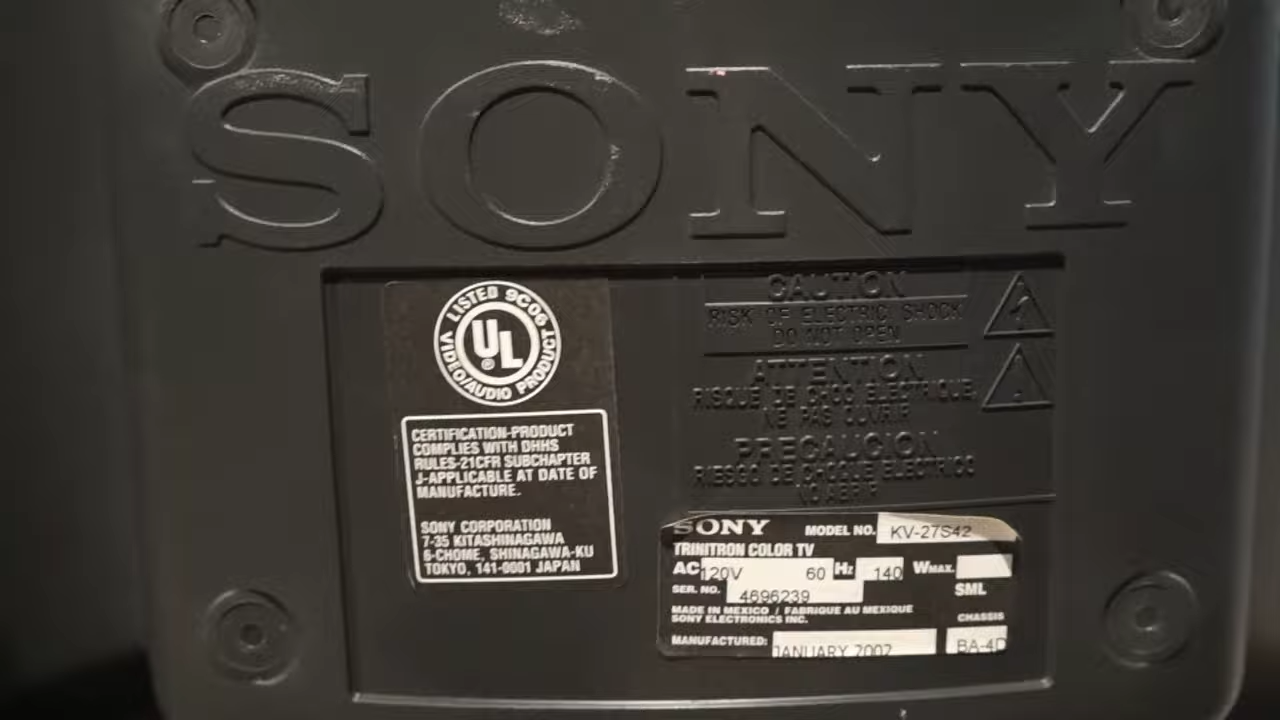 SONY
LISTED 9C06
UL
®
VIDEO/AUDIO PRODUCT
CERTIFICATION-PRODUCT
COMPLIES WITH DHHS
RULES-21CFR SUBCHAPTER
J-APPLICABLE AT DATE OF
MANUFACTURE.
SONY CORPORATION
7-35 KITASHINAGAWA
6-CHOME, SHINAGAWA-KU
TOKYO, 141-0001 JAPAN
CAUTION
RISK OF ELECTRIC SHOCK
DO NOT OPEN
ATTENTION
RISQUE DE CHOC ELECTRIQUE
NE PAS OUVRIR
PRECAUCION
RIESGO DE CHOQUE ELECTRICO
NO ABRIR
SONY MODEL NO. KV-27S42
TRINITRON COLOR TV
AC 120V 60 Hz 140 WMAX.
SER. NO. 4696239 SML
MADE IN MEXICO / FABRIQUE AU MEXIQUE
SONY ELECTRONICS INC.
CHASSIS
MANUFACTURED: JANUARY 2002 BA-4D